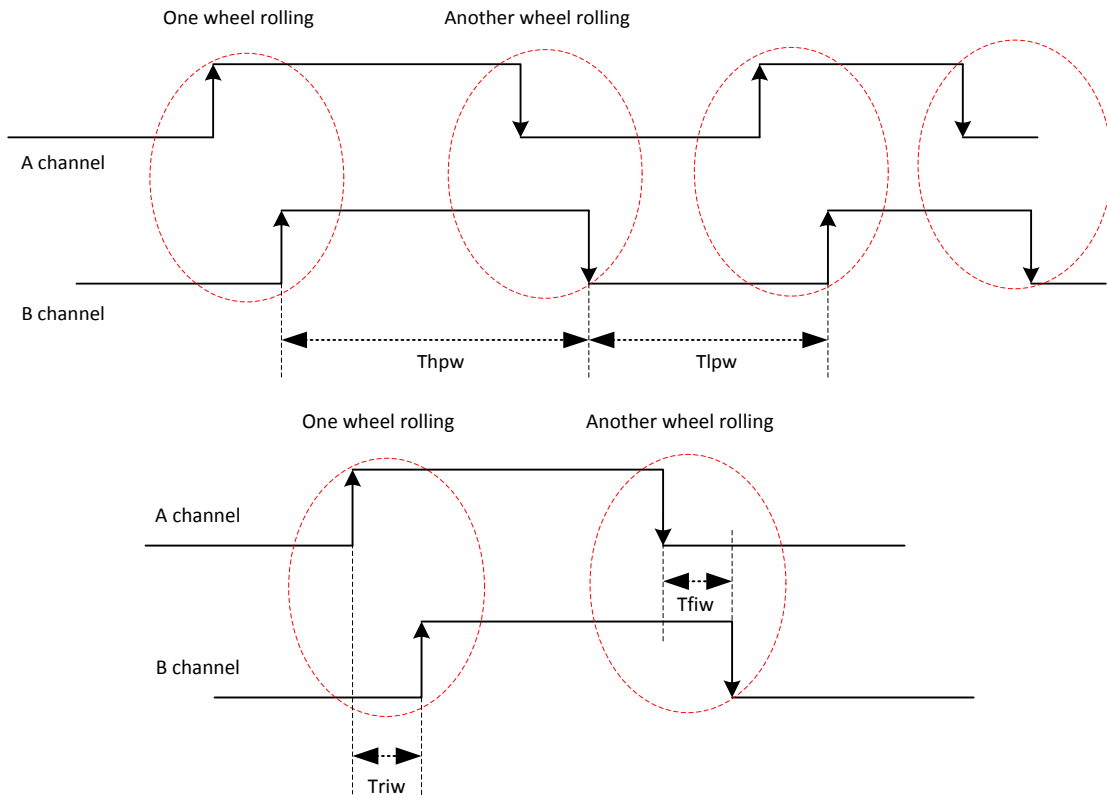 One wheel rolling
Another wheel rolling
A channel
B channel
Thpw
Tlpw
One wheel rolling
Another wheel rolling
A channel
Tfiw
B channel
Triw